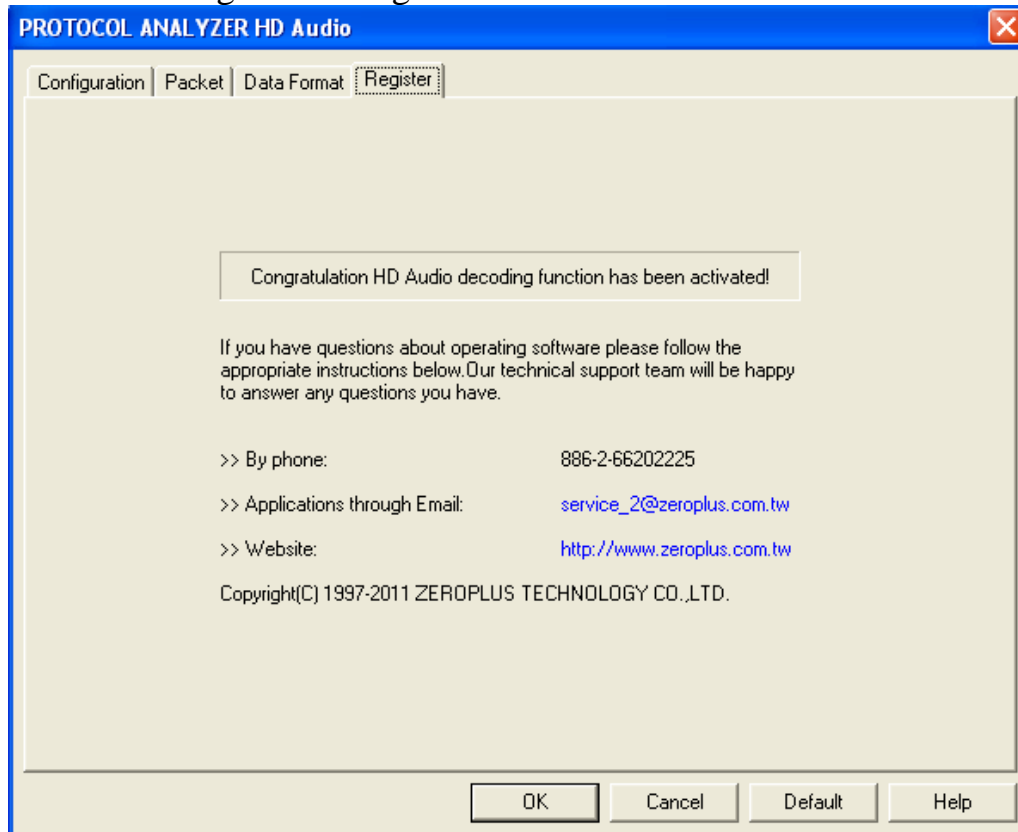 PROTOCOL ANALYZER HD Audio
Configuration Packet Data Format Register
Congratulation HD Audio decoding function has been activated!
If you have questions about operating software please follow the
appropriate instructions below.Our technical support team will be happy
to answer any questions you have.
>> By phone: 886-2-66202225
>> Applications through Email: service_2@zeroplus.com.tw
>> Website: http://www.zeroplus.com.tw
Copyright(C) 1997-2011 ZEROPLUS TECHNOLOGY CO.,LTD.
OK Cancel Default Help